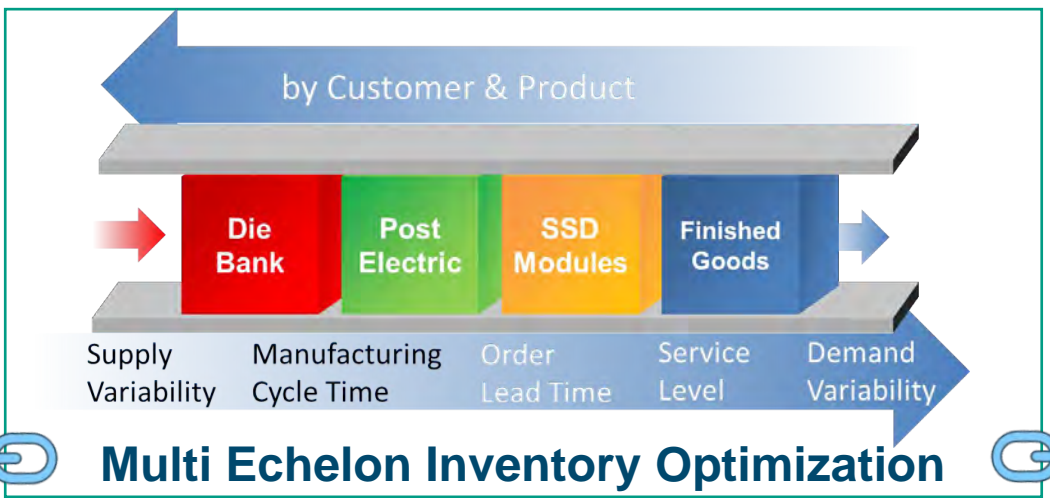 by Customer & Product
Die
Bank
Post
Electric
SSD
Modules
Finished
Goods
Supply
Variability
Manufacturing
Cycle Time
Order
Lead Time
Service
Level
Demand
Variability
Multi Echelon Inventory Optimization